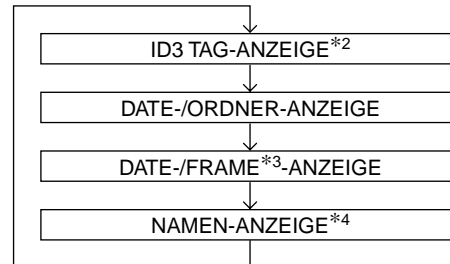 ID3 TAG-ANZEIGE*2
DATE-/ORDNER-ANZEIGE
DATE-/FRAME*3-ANZEIGE
NAMEN-ANZEIGE*4